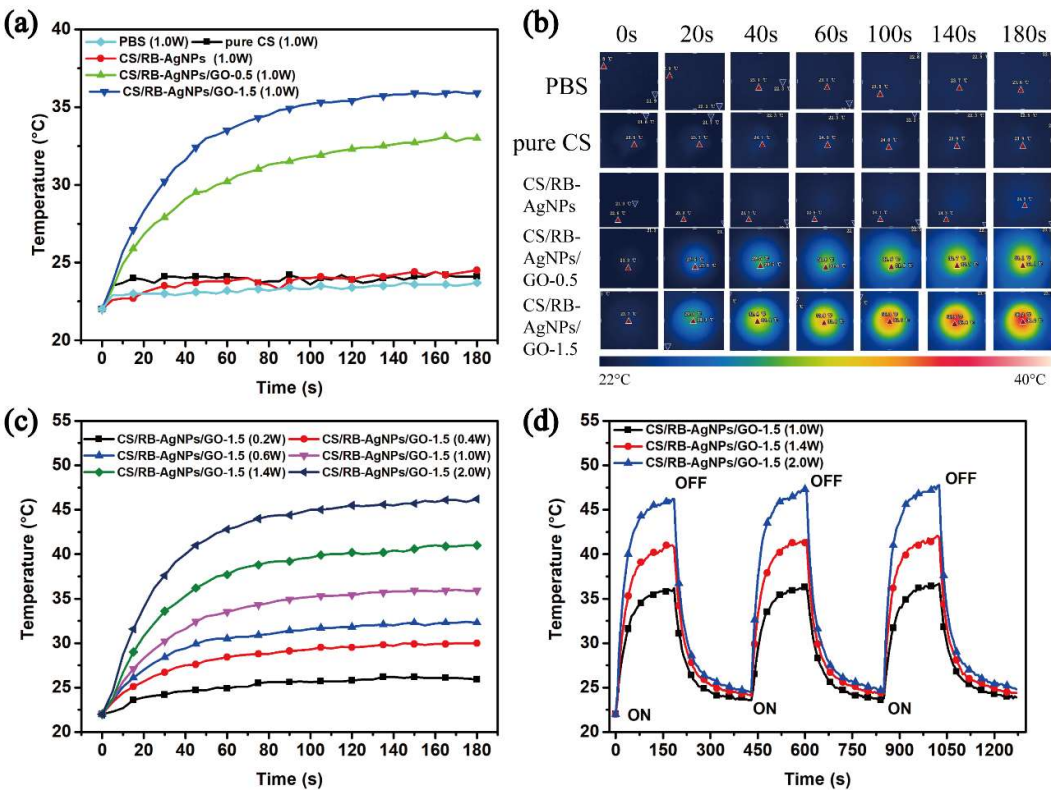 (a)
PBS (1.0W) pure CS (1.0W)
CS/RB-AgNPs (1.0W)
CS/RB-AgNPs/GO-0.5 (1.0W)
CS/RB-AgNPs/GO-1.5 (1.0W)
Temperature (°C)
40
35
30
25
20
0 20 40 60 80 100 120 140 160 180
Time (s)
(b)
0s 20s 40s 60s 100s 140s 180s
PBS
pure CS
CS/RB-
AgNPs
CS/RB-
AgNPs/
GO-0.5
CS/RB-
AgNPs/
GO-1.5
22°C 40°C
(c)
CS/RB-AgNPs/GO-1.5 (0.2W) CS/RB-AgNPs/GO-1.5 (0.4W)
CS/RB-AgNPs/GO-1.5 (0.6W) CS/RB-AgNPs/GO-1.5 (1.0W)
CS/RB-AgNPs/GO-1.5 (1.4W) CS/RB-AgNPs/GO-1.5 (2.0W)
Temperature (°C)
55
50
45
40
35
30
25
20
0 20 40 60 80 100 120 140 160 180
Time (s)
(d)
CS/RB-AgNPs/GO-1.5 (1.0W)
CS/RB-AgNPs/GO-1.5 (1.4W)
CS/RB-AgNPs/GO-1.5 (2.0W)
OFF OFF OFF
ON ON ON
Temperature (°C)
55
50
45
40
35
30
25
20
0 150 300 450 600 750 900 1050 1200
Time (s)